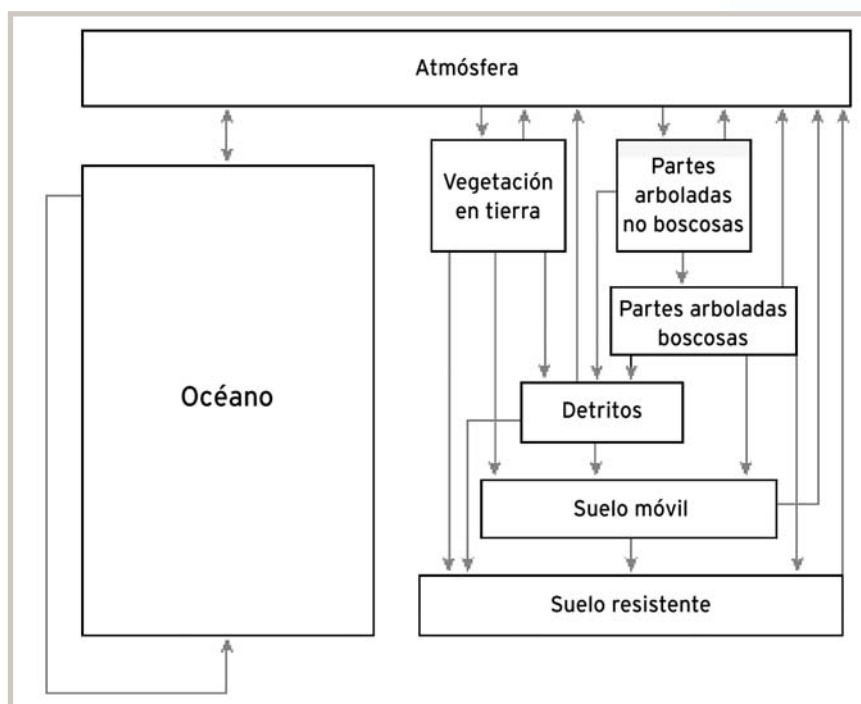 Atmósfera
Vegetación
en tierra
Partes
arboladas
no boscosas
Partes arboladas
boscosas
Océano
Detritos
Suelo móvil
Suelo resistente